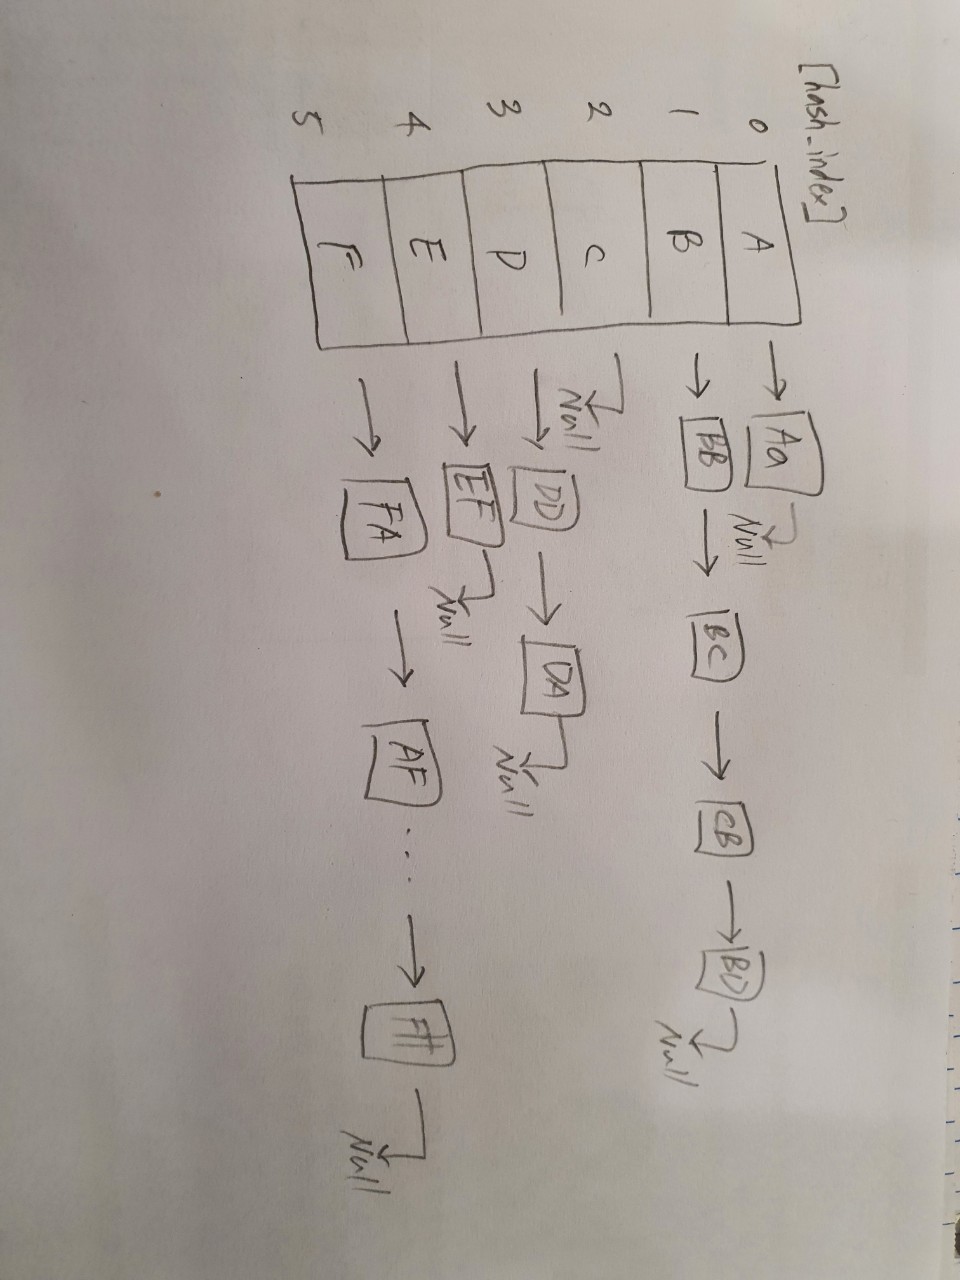 [hash_index]
0 A → Aa Null
1 B → BB → BC → CB → BD Null
2 C Null
3 D → DD → DA Null
4 E → EF Null
5 F → FA → AF ... → FH Null